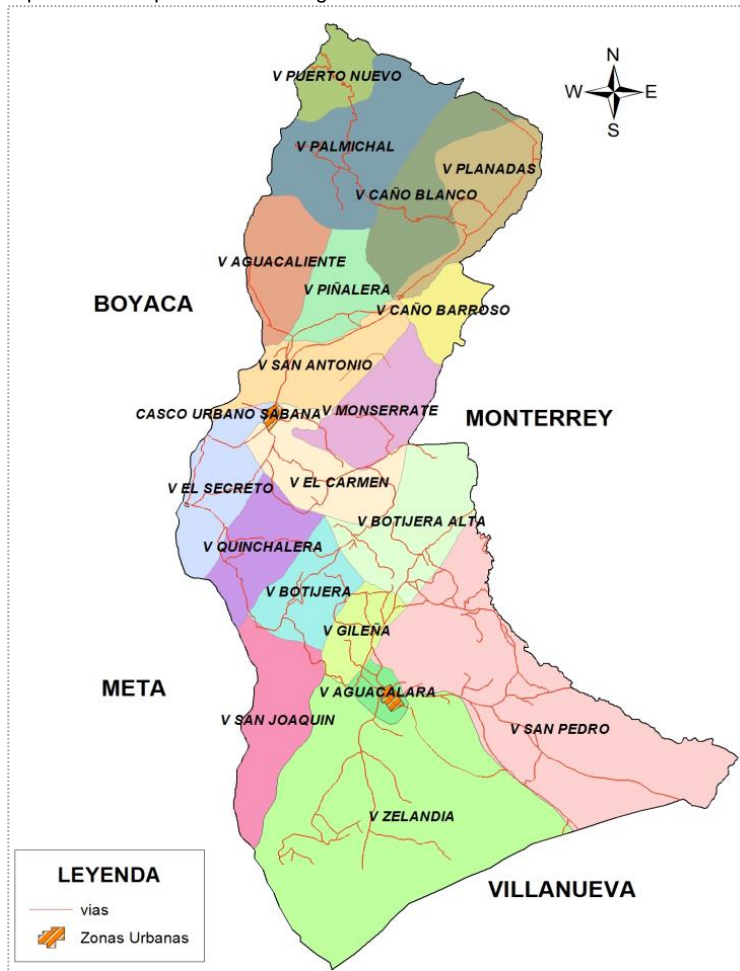 N
W E
S
V PUERTO NUEVO
V PALMICHAL
V PLANADAS
V CAÑO BLANCO
V AGUACALIENTE
V PIÑALERA
BOYACA
V CAÑO BARROSO
V SAN ANTONIO
CASCO URBANO SABANA
V MONSERRATE
MONTERREY
V EL CARMEN
V EL SECRETO
V BOTIJERA ALTA
V QUINCHALERA
V BOTIJERA
V GILEÑA
META
V AGUACALARA
V SAN JOAQUIN
V SAN PEDRO
V ZELANDIA
VILLANUEVA
LEYENDA
vias
Zonas Urbanas